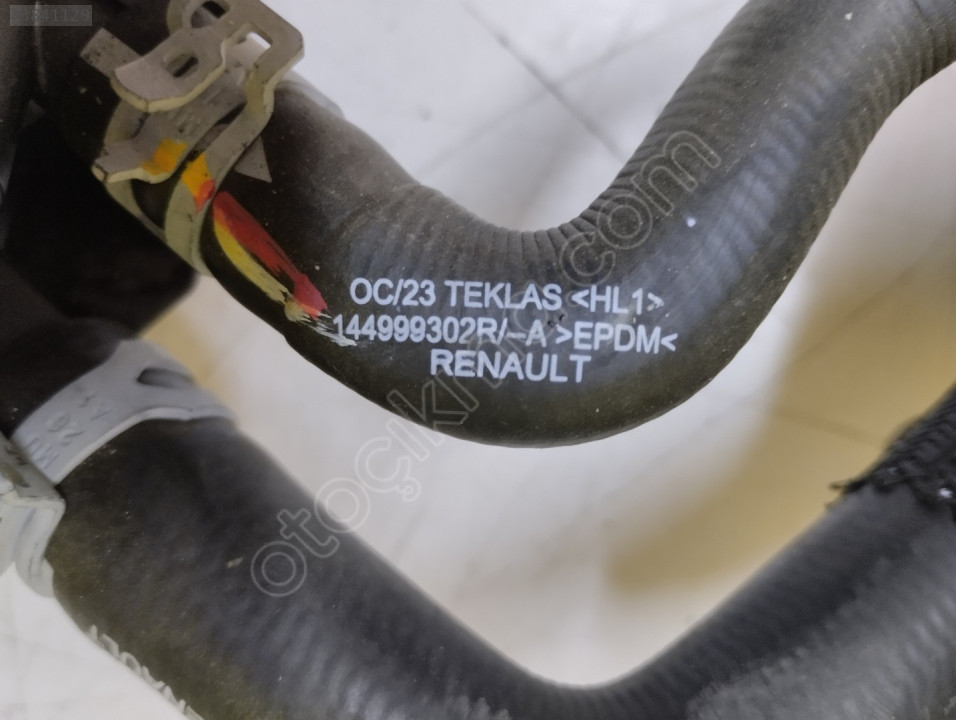 OC/23 TEKLAS <HL1>
144999302R/-A >EPDM<
RENAULT
otoçıkma.com